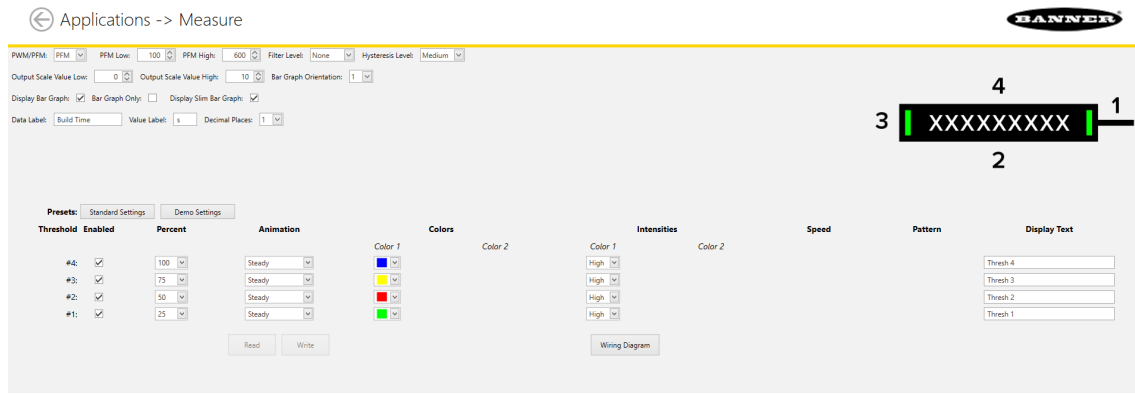 Applications -> Measure
BANNER
PWM/PFM: PFM PFM Low: 100 PFM High: 600 Filter Level: None Hysteresis Level: Medium
Output Scale Value Low: 0 Output Scale Value High: 10 Bar Graph Orientation: 1
Display Bar Graph: Bar Graph Only: Display Slim Bar Graph:
Data Label: Build Time Value Label: s Decimal Places: 1
4
3 XXXXXXXXX 1
2
Presets: Standard Settings Demo Settings
Threshold Enabled Percent Animation Colors Intensities Speed Pattern Display Text
Color 1 Color 2 Color 1 Color 2
#4: 100 Steady High Thresh 4
#3: 75 Steady High Thresh 3
#2: 50 Steady High Thresh 2
#1: 25 Steady High Thresh 1
Read Write Wiring Diagram